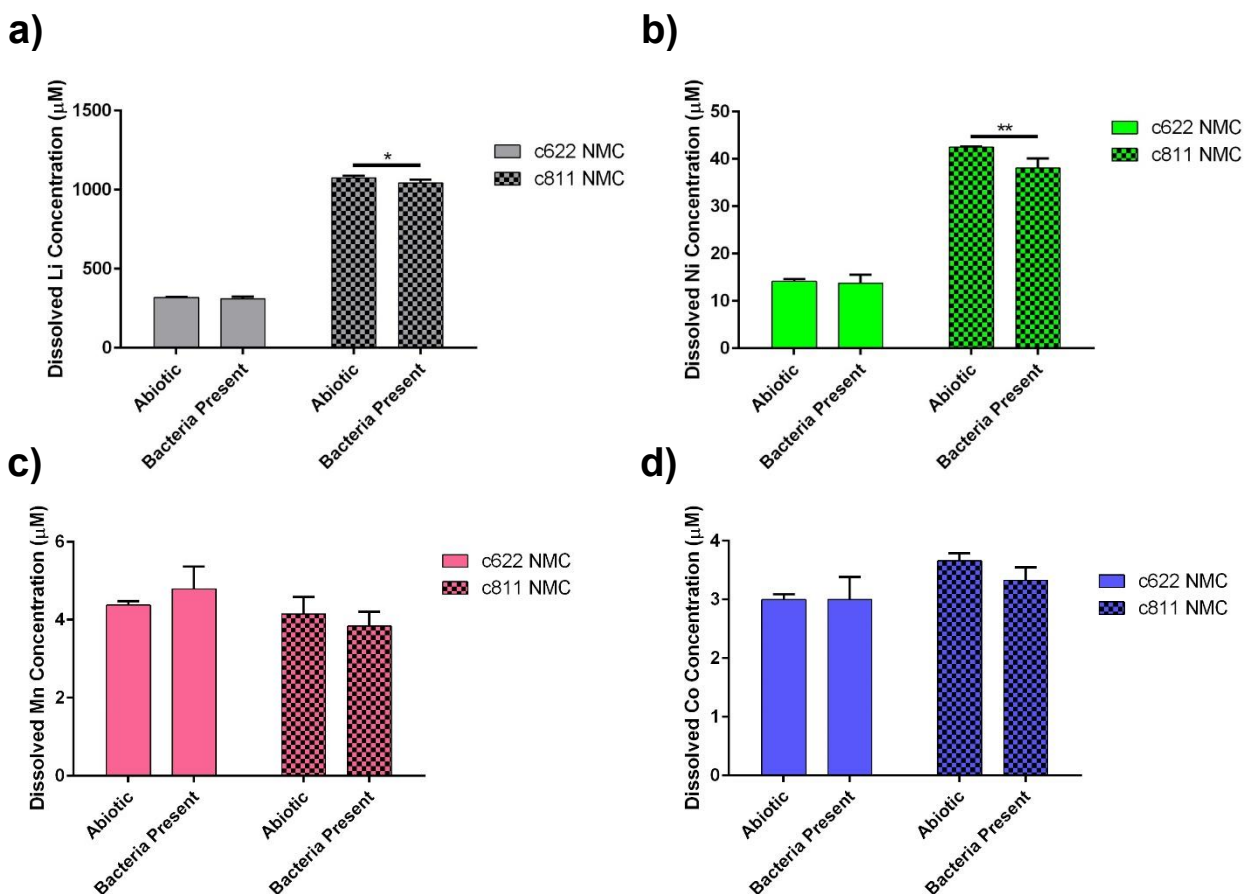 a)
Dissolved Li Concentration (μM)
1500
1000
500
0
*
c622 NMC
c811 NMC
Abiotic
Bacteria Present
Abiotic
Bacteria Present
b)
Dissolved Ni Concentration (μM)
50
40
30
20
10
0
**
c622 NMC
c811 NMC
Abiotic
Bacteria Present
Abiotic
Bacteria Present
c)
Dissolved Mn Concentration (μM)
6
4
2
0
c622 NMC
c811 NMC
Abiotic
Bacteria Present
Abiotic
Bacteria Present
d)
Dissolved Co Concentration (μM)
4
3
2
1
0
c622 NMC
c811 NMC
Abiotic
Bacteria Present
Abiotic
Bacteria Present